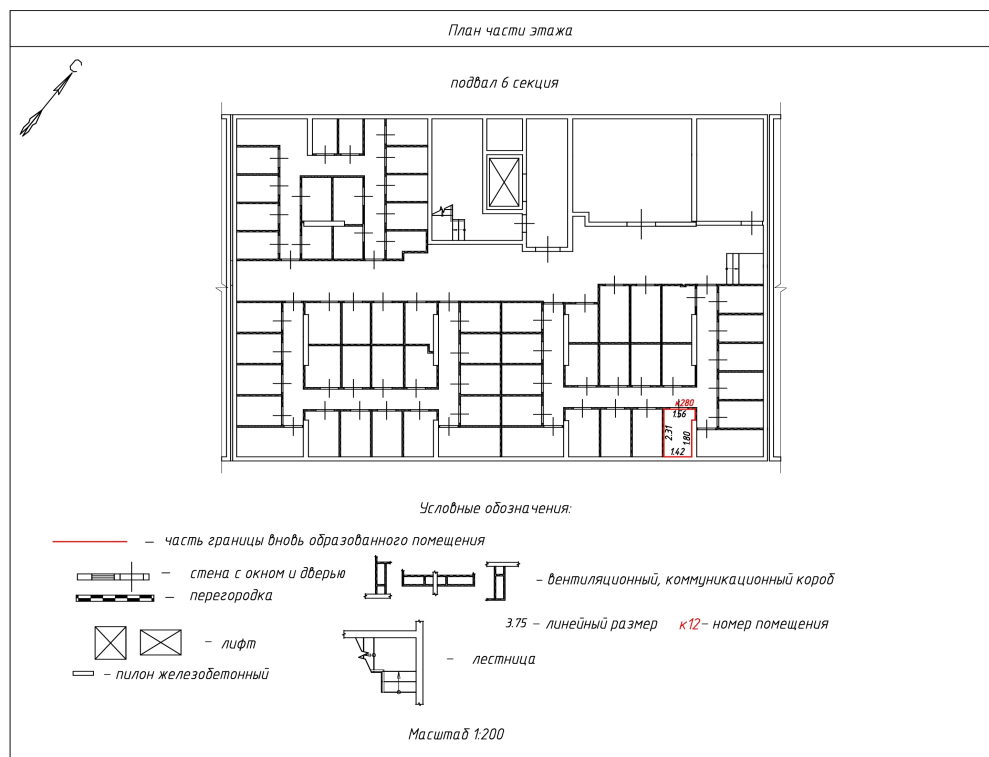 План части этажа
С
подвал 6 секция
к280
1.56
2.31
1.80
1.42
Условные обозначения:
— часть границы вновь образованного помещения
— стена с окном и дверью
— вентиляционный, коммуникационный короб
— перегородка
3.75 — линейный размер к12 — номер помещения
— лифт
— лестница
— пилон железобетонный
Масштаб 1:200